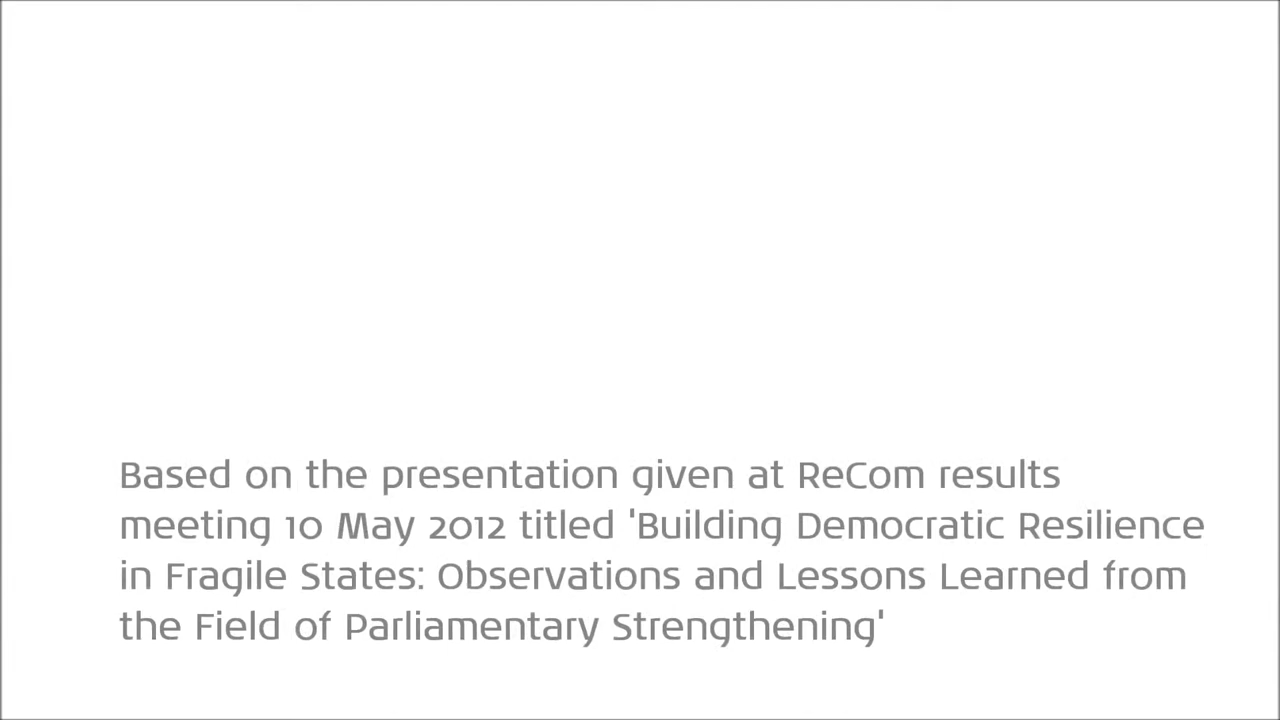 Based on the presentation given at ReCom results
meeting 10 May 2012 titled 'Building Democratic Resilience
in Fragile States: Observations and Lessons Learned from
the Field of Parliamentary Strengthening'